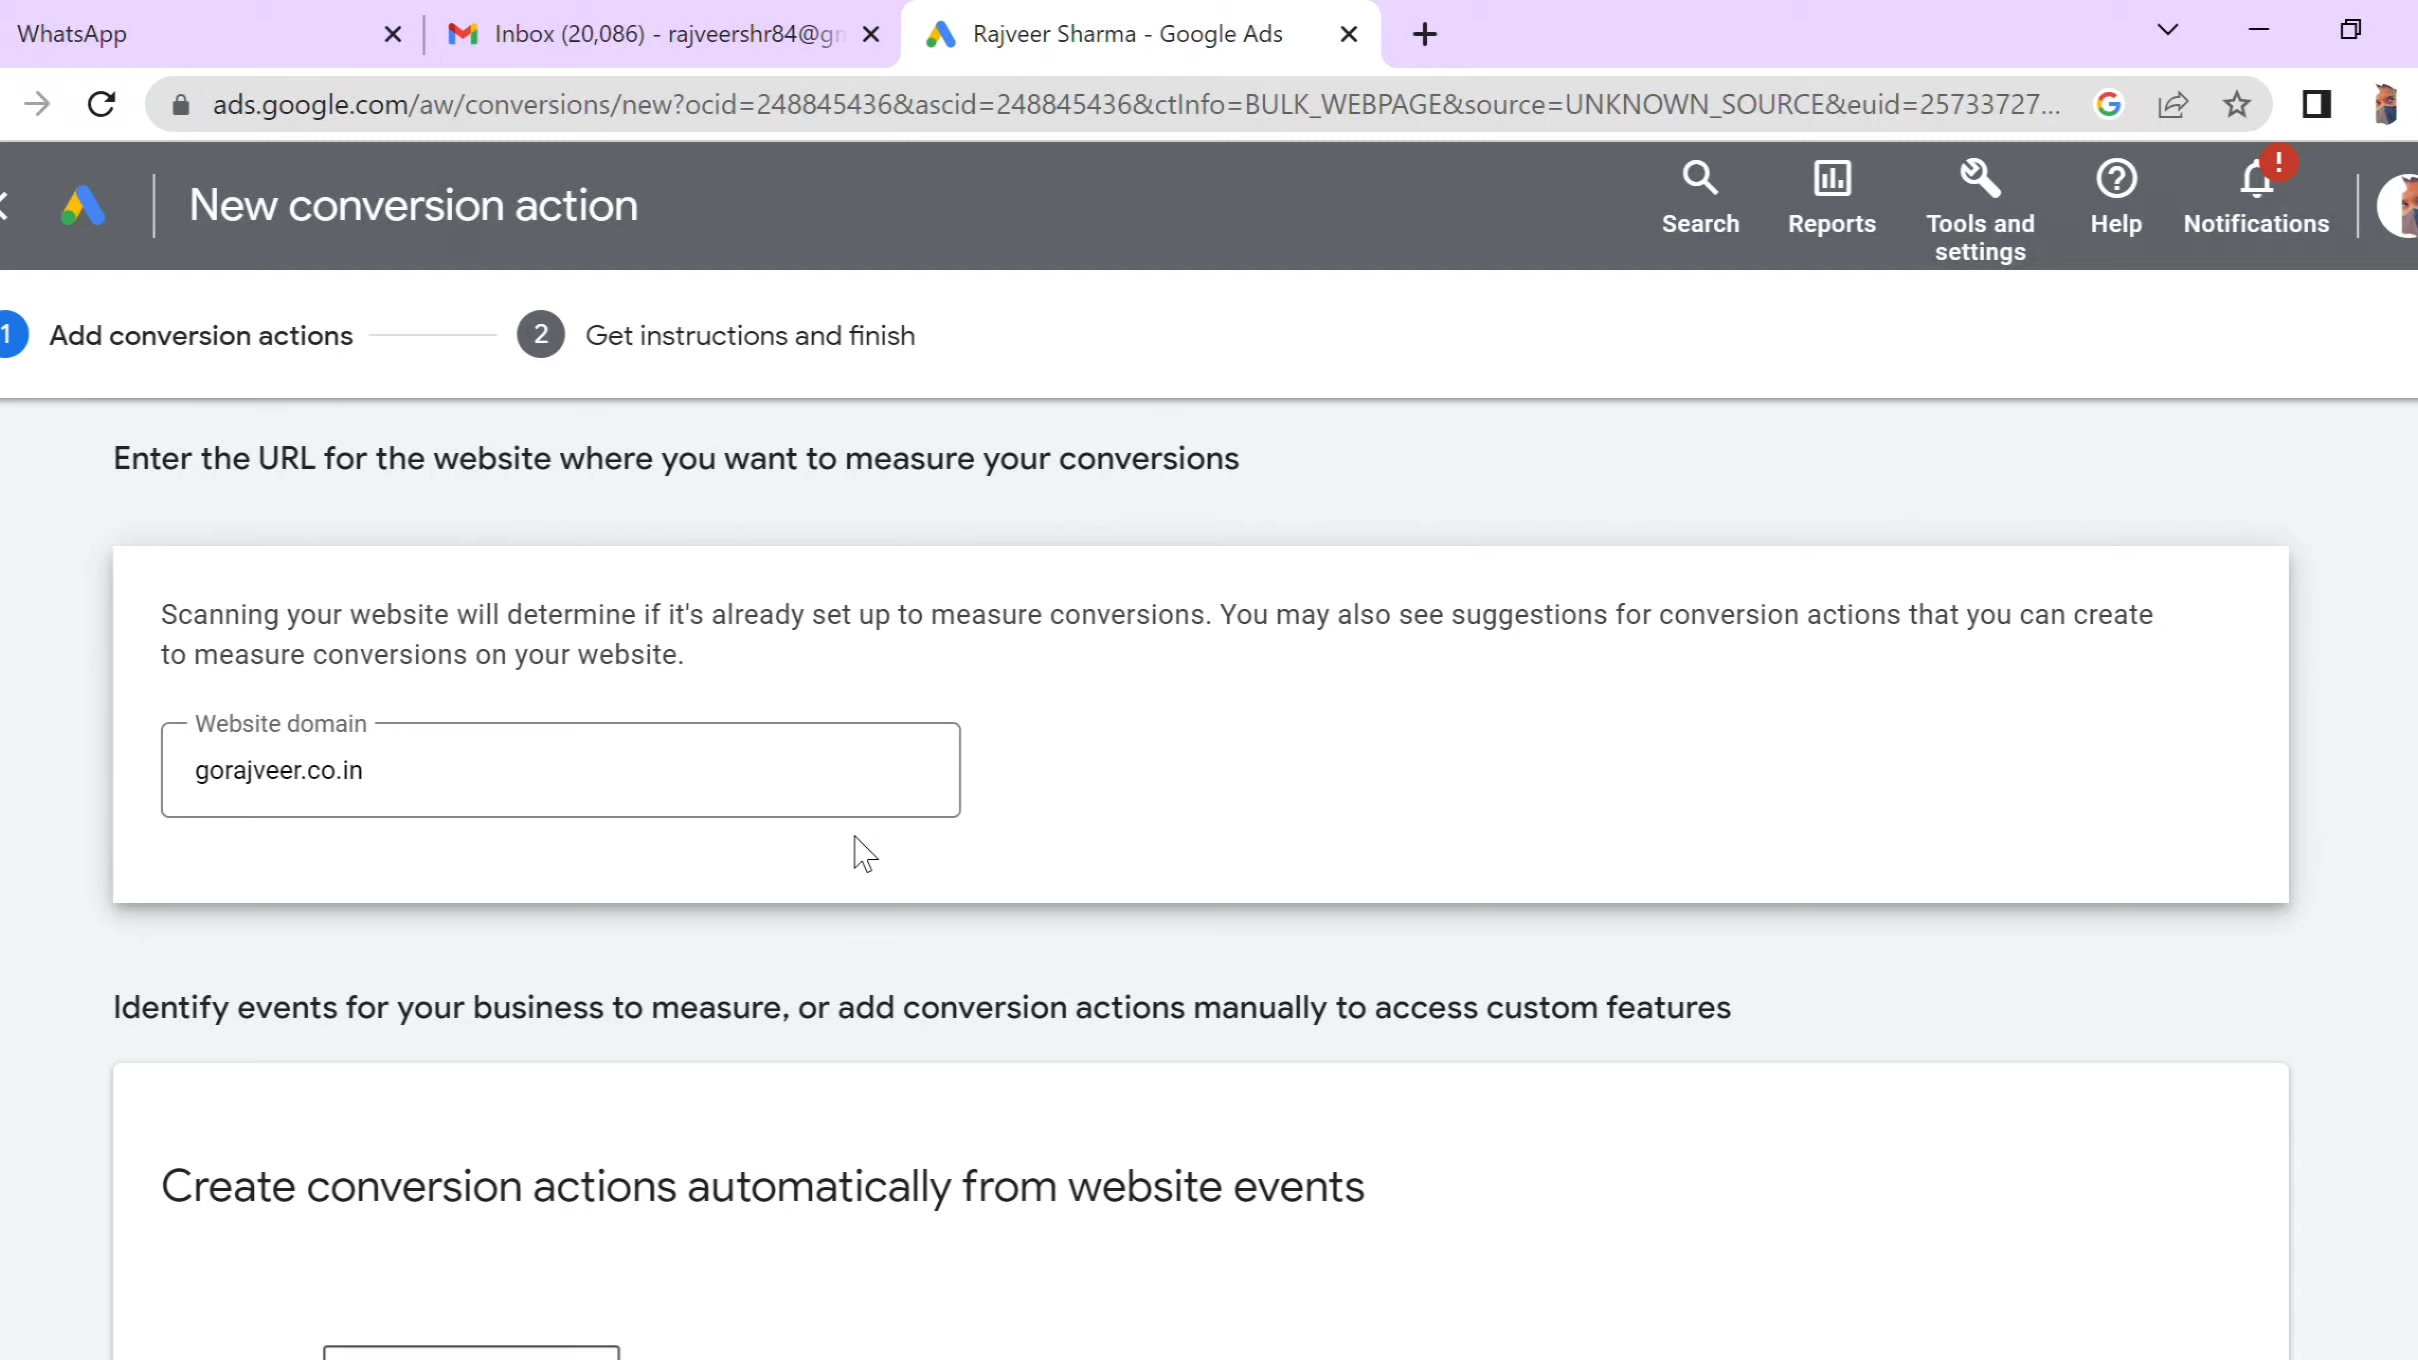 WhatsApp
Inbox (20,086) - rajveershr84@gm
Rajveer Sharma - Google Ads
ads.google.com/aw/conversions/new?ocid=248845436&ascid=248845436&ctInfo=BULK_WEBPAGE&source=UNKNOWN_SOURCE&euid=25733727...
New conversion action
Search
Reports
Tools and
settings
Help
!
Notifications
1 Add conversion actions
2 Get instructions and finish
Enter the URL for the website where you want to measure your conversions
Scanning your website will determine if it's already set up to measure conversions. You may also see suggestions for conversion actions that you can create
to measure conversions on your website.
Website domain
gorajveer.co.in
Identify events for your business to measure, or add conversion actions manually to access custom features
Create conversion actions automatically from website events